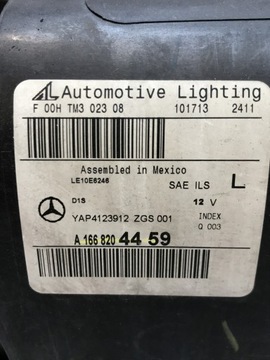 AL Automotive Lighting
F 00H TM3 023 08 101713 2411
Assembled in Mexico
LE10E6246
SAE ILS L
D1S 12 V
YAP4123912 ZGS 001 INDEX
Q 003
A 166 820 44 59